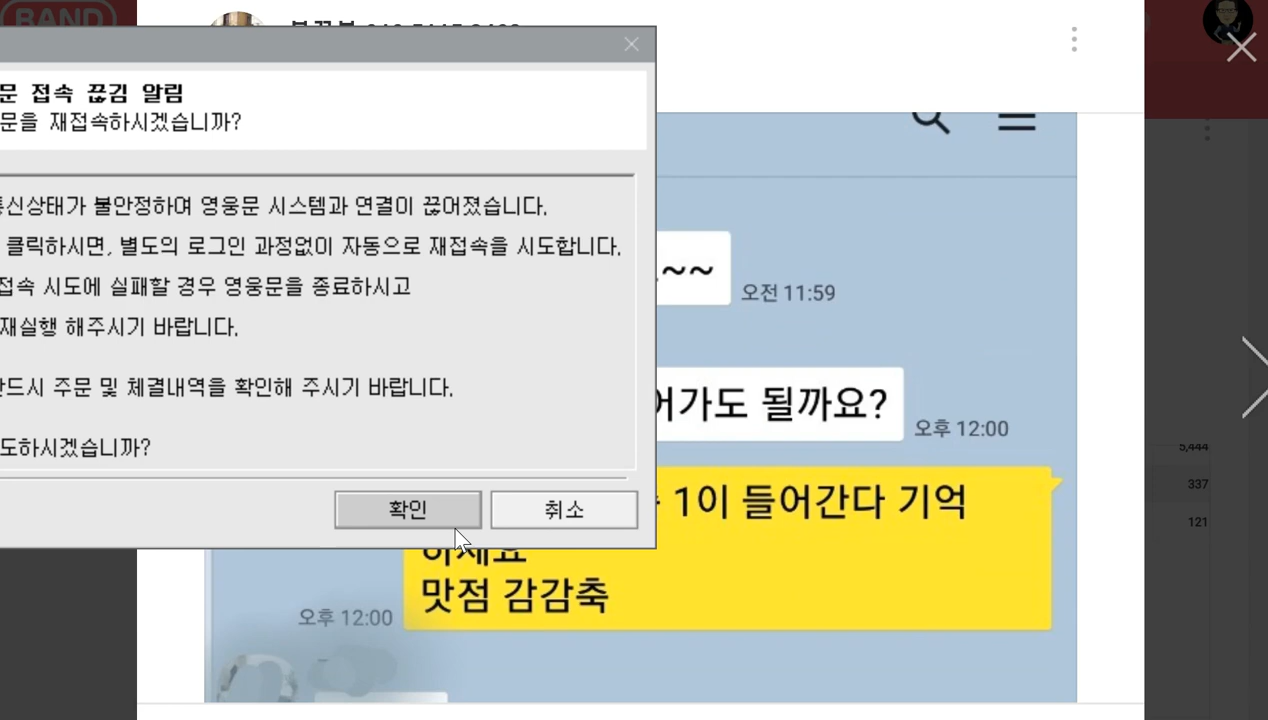 BAND
문 접속 끊김 알림
문을 재접속하시겠습니까?
통신상태가 불안정하여 영웅문 시스템과 연결이 끊어졌습니다.
클릭하시면, 별도의 로그인 과정없이 자동으로 재접속을 시도합니다.
접속 시도에 실패할 경우 영웅문을 종료하시고
재실행 해주시기 바랍니다.
반드시 주문 및 체결내역을 확인해 주시기 바랍니다.
도하시겠습니까?
확인
취소
~~
오전 11:59
어가도 될까요?
오후 12:00
1이 들어간다 기억
하세요
맛점 감감축
오후 12:00
5,444
337
121